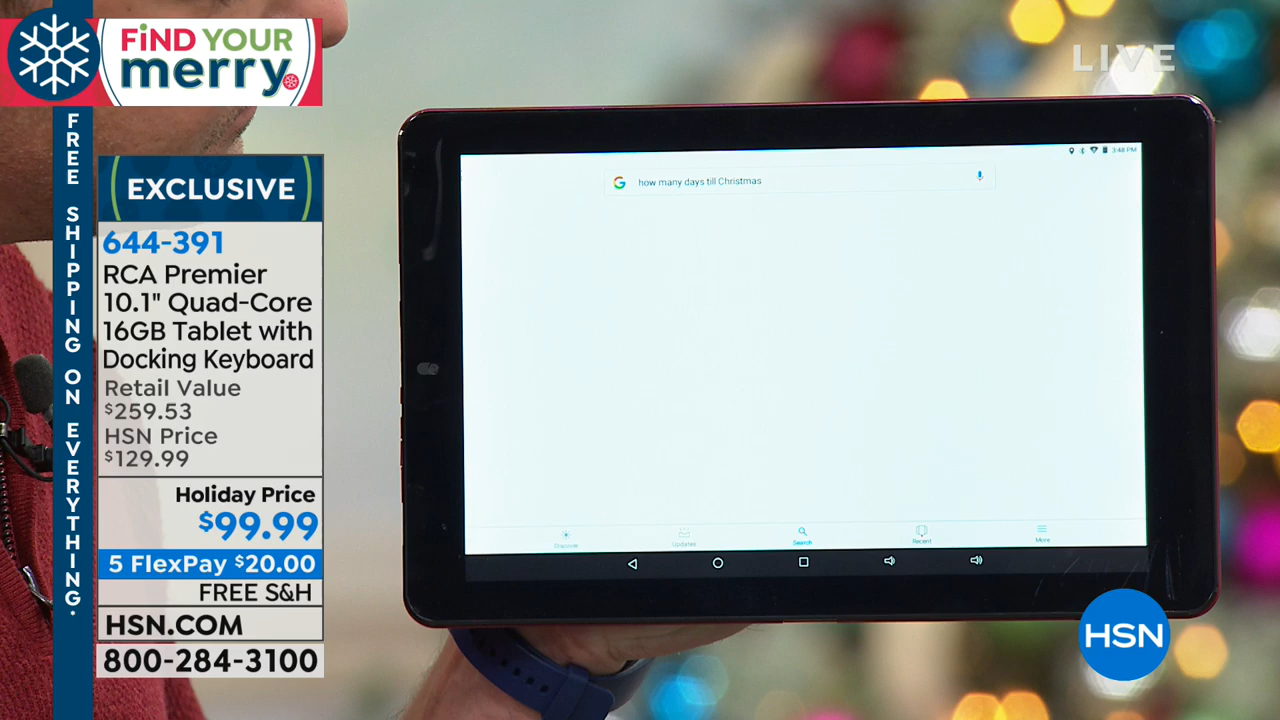 FiND YOUR
merry.
LIVE
FREE SHIPPING ON EVERYTHING.
EXCLUSIVE
644-391
RCA Premier
10.1" Quad-Core
16GB Tablet with
Docking Keyboard
Retail Value
$259.53
HSN Price
$129.99
Holiday Price
$99.99
5 FlexPay $20.00
FREE S&H
HSN.COM
800-284-3100
3:48 PM
G how many days till Christmas
Discover Updates Search Recent More
HSN